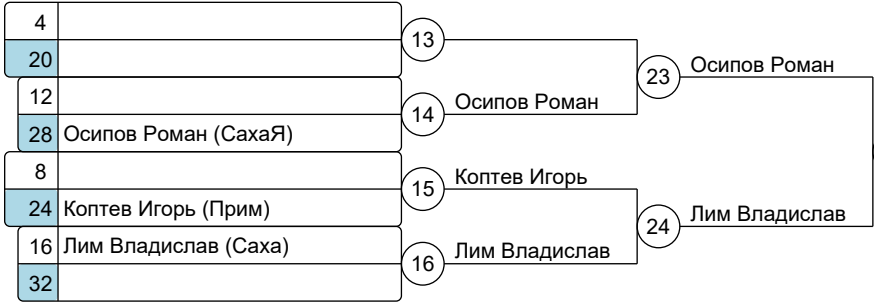 4
13
20
Осипов Роман
23
12
Осипов Роман
14
28 Осипов Роман (СахаЯ)
8
Коптев Игорь
15
24 Коптев Игорь (Прим)
Лим Владислав
24
16 Лим Владислав (Саха)
Лим Владислав
16
32